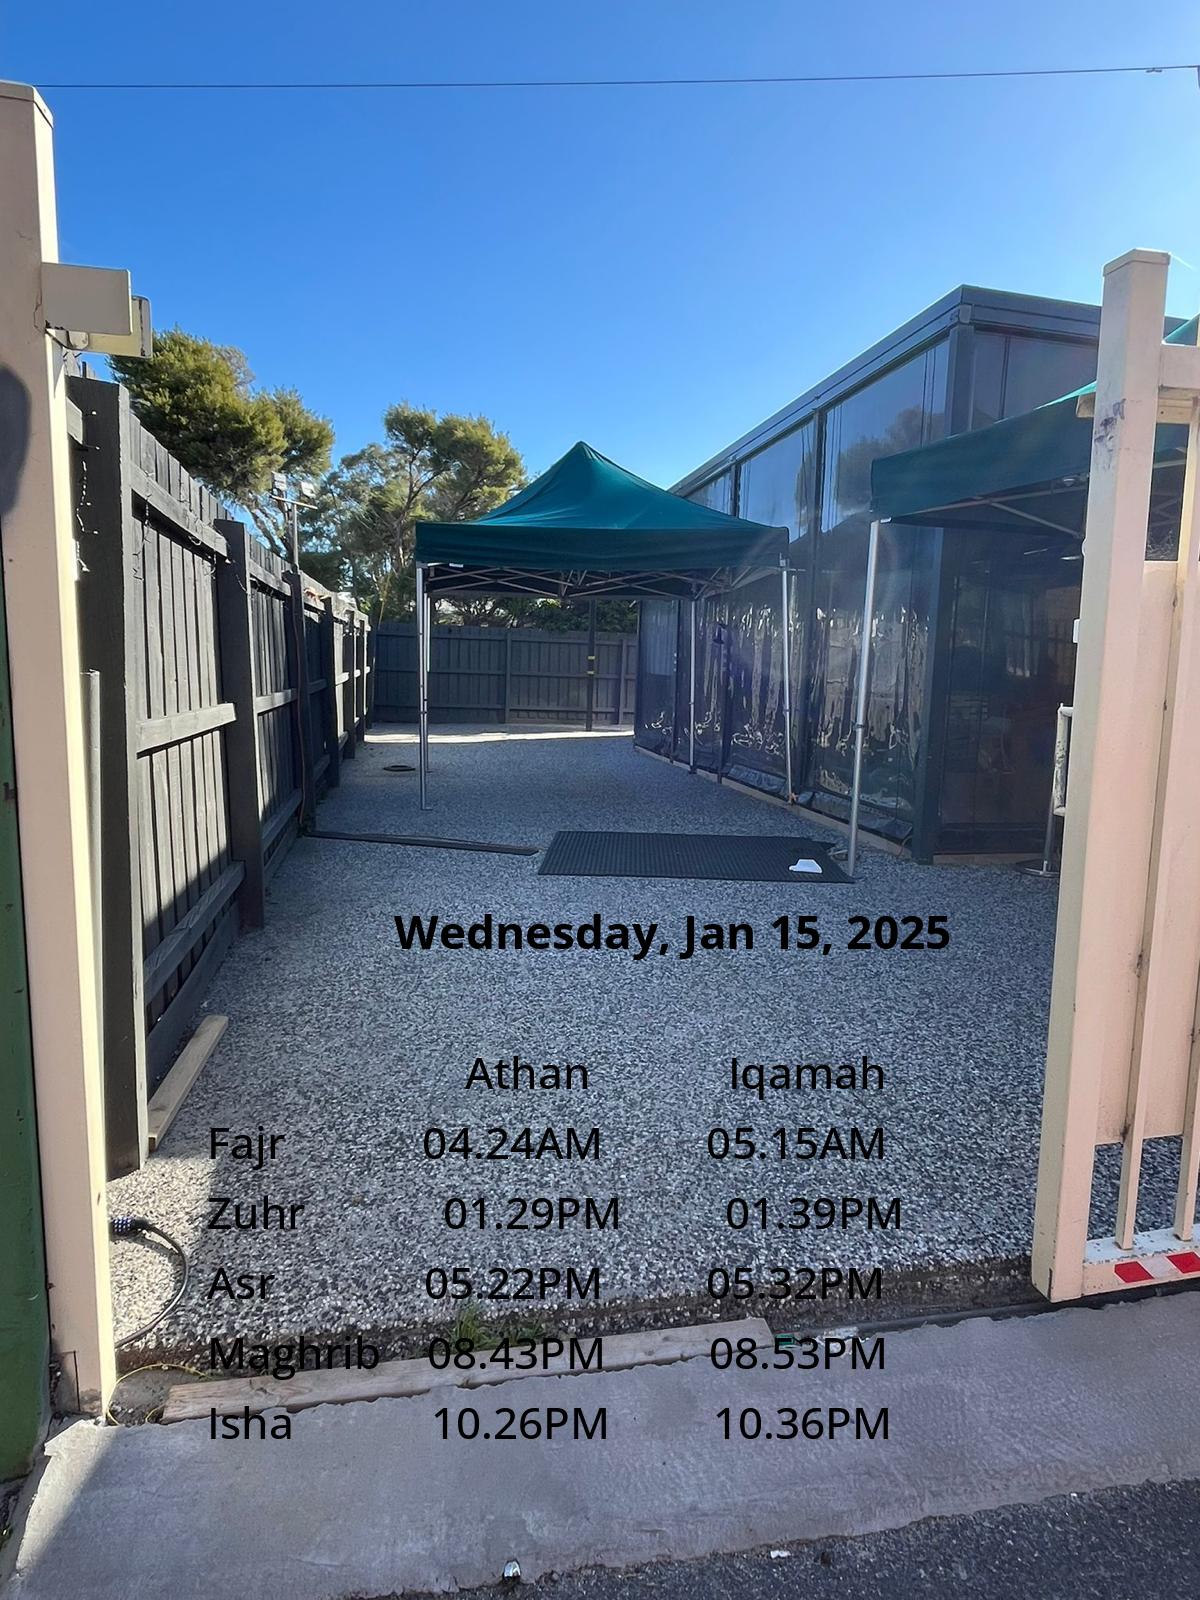 Wednesday, Jan 15, 2025
Athan Iqamah
Fajr 04.24AM 05.15AM
Zuhr 01.29PM 01.39PM
Asr 05.22PM 05.32PM
Maghrib 08.43PM 08.53PM
Isha 10.26PM 10.36PM